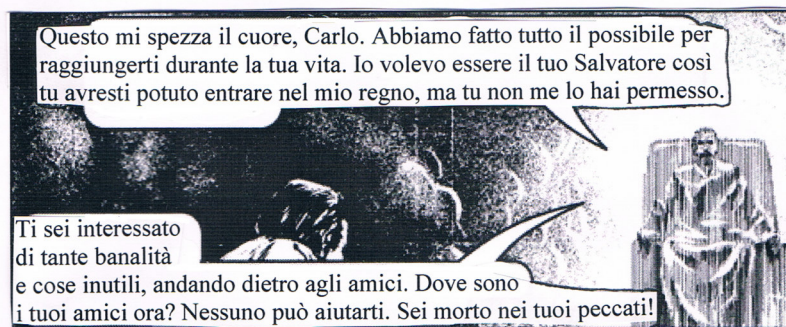 Questo mi spezza il cuore, Carlo. Abbiamo fatto tutto il possibile per
raggiungerti durante la tua vita. Io volevo essere il tuo Salvatore così
tu avresti potuto entrare nel mio regno, ma tu non me lo hai permesso.
Ti sei interessato
di tante banalità
e cose inutili, andando dietro agli amici. Dove sono
i tuoi amici ora? Nessuno può aiutarti. Sei morto nei tuoi peccati!